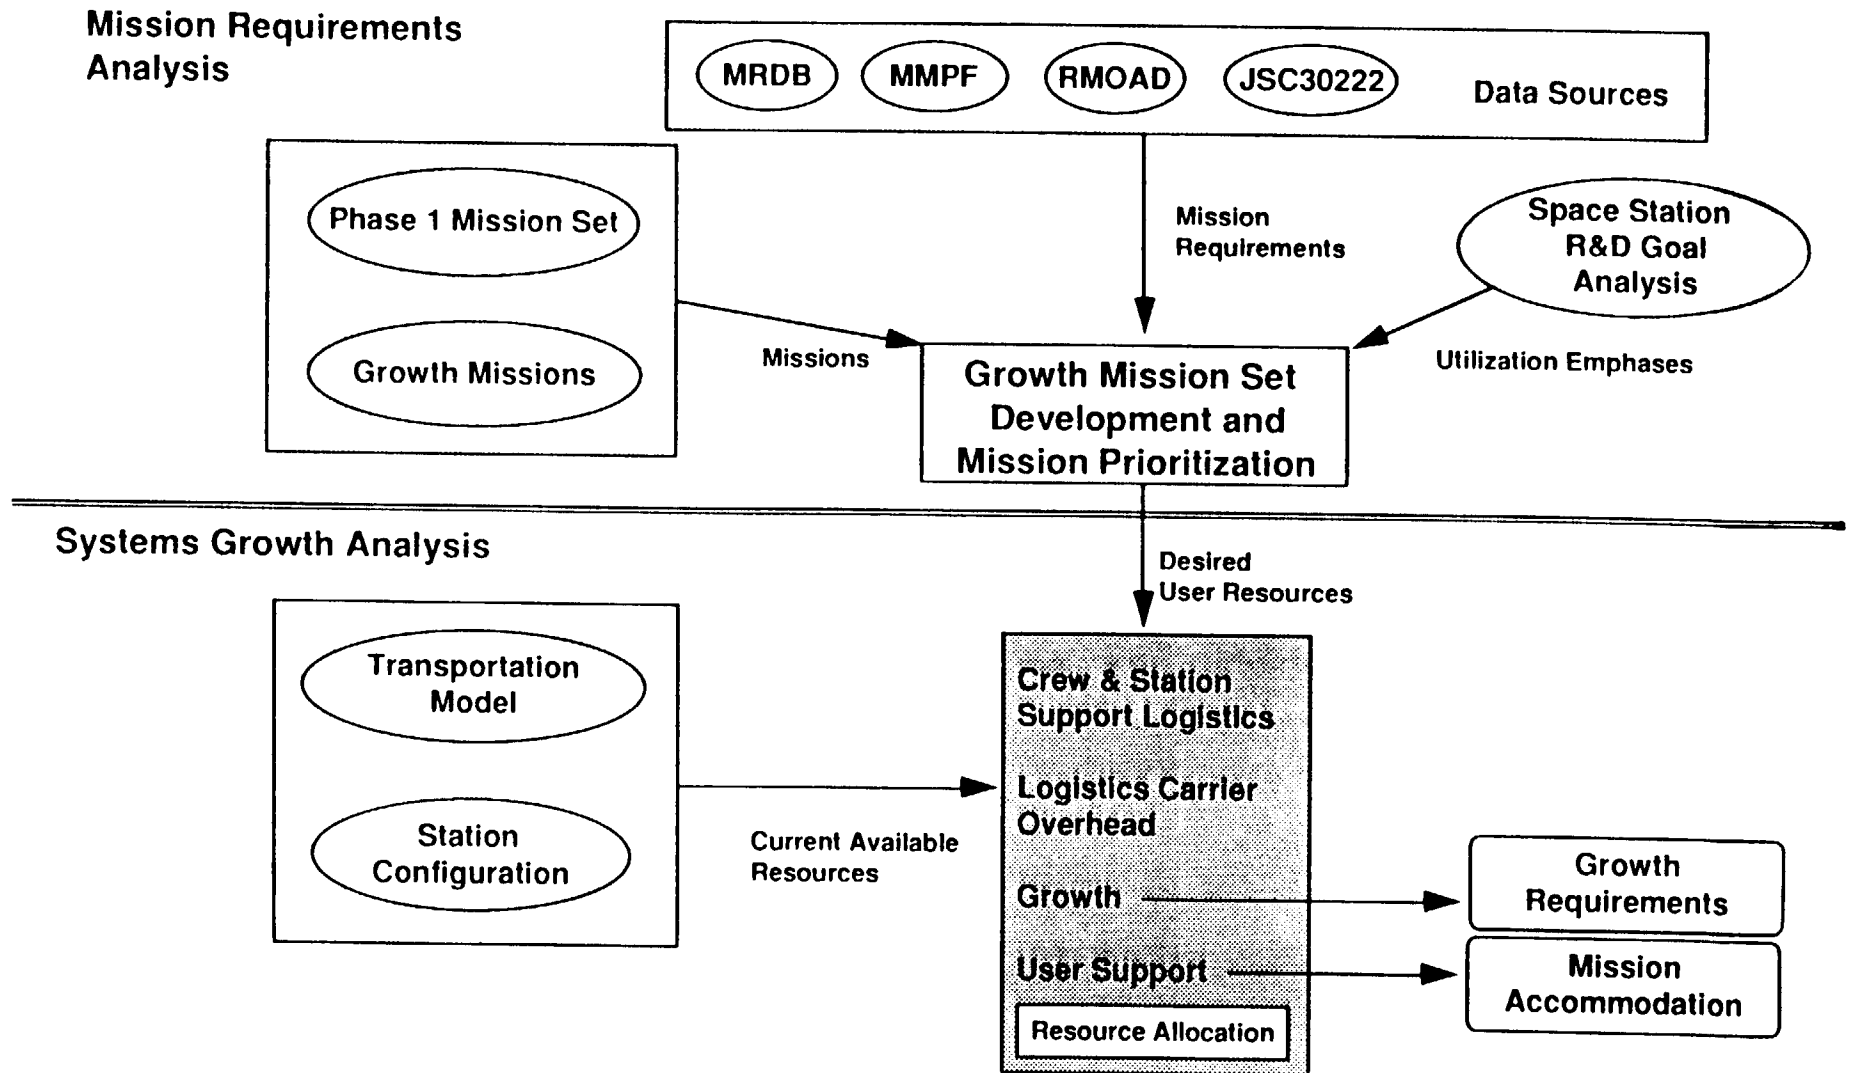 Mission Requirements
Analysis
MRDB
MMPF
RMOAD
JSC30222
Data Sources
Phase 1 Mission Set
Growth Missions
Mission
Requirements
Space Station
R&D Goal
Analysis
Missions
Utilization Emphases
Growth Mission Set
Development and
Mission Prioritization
Systems Growth Analysis
Desired
User Resources
Transportation
Model
Station
Configuration
Current Available
Resources
Crew & Station
Support Logistics
Logistics Carrier
Overhead
Growth
User Support
Resource Allocation
Growth
Requirements
Mission
Accommodation